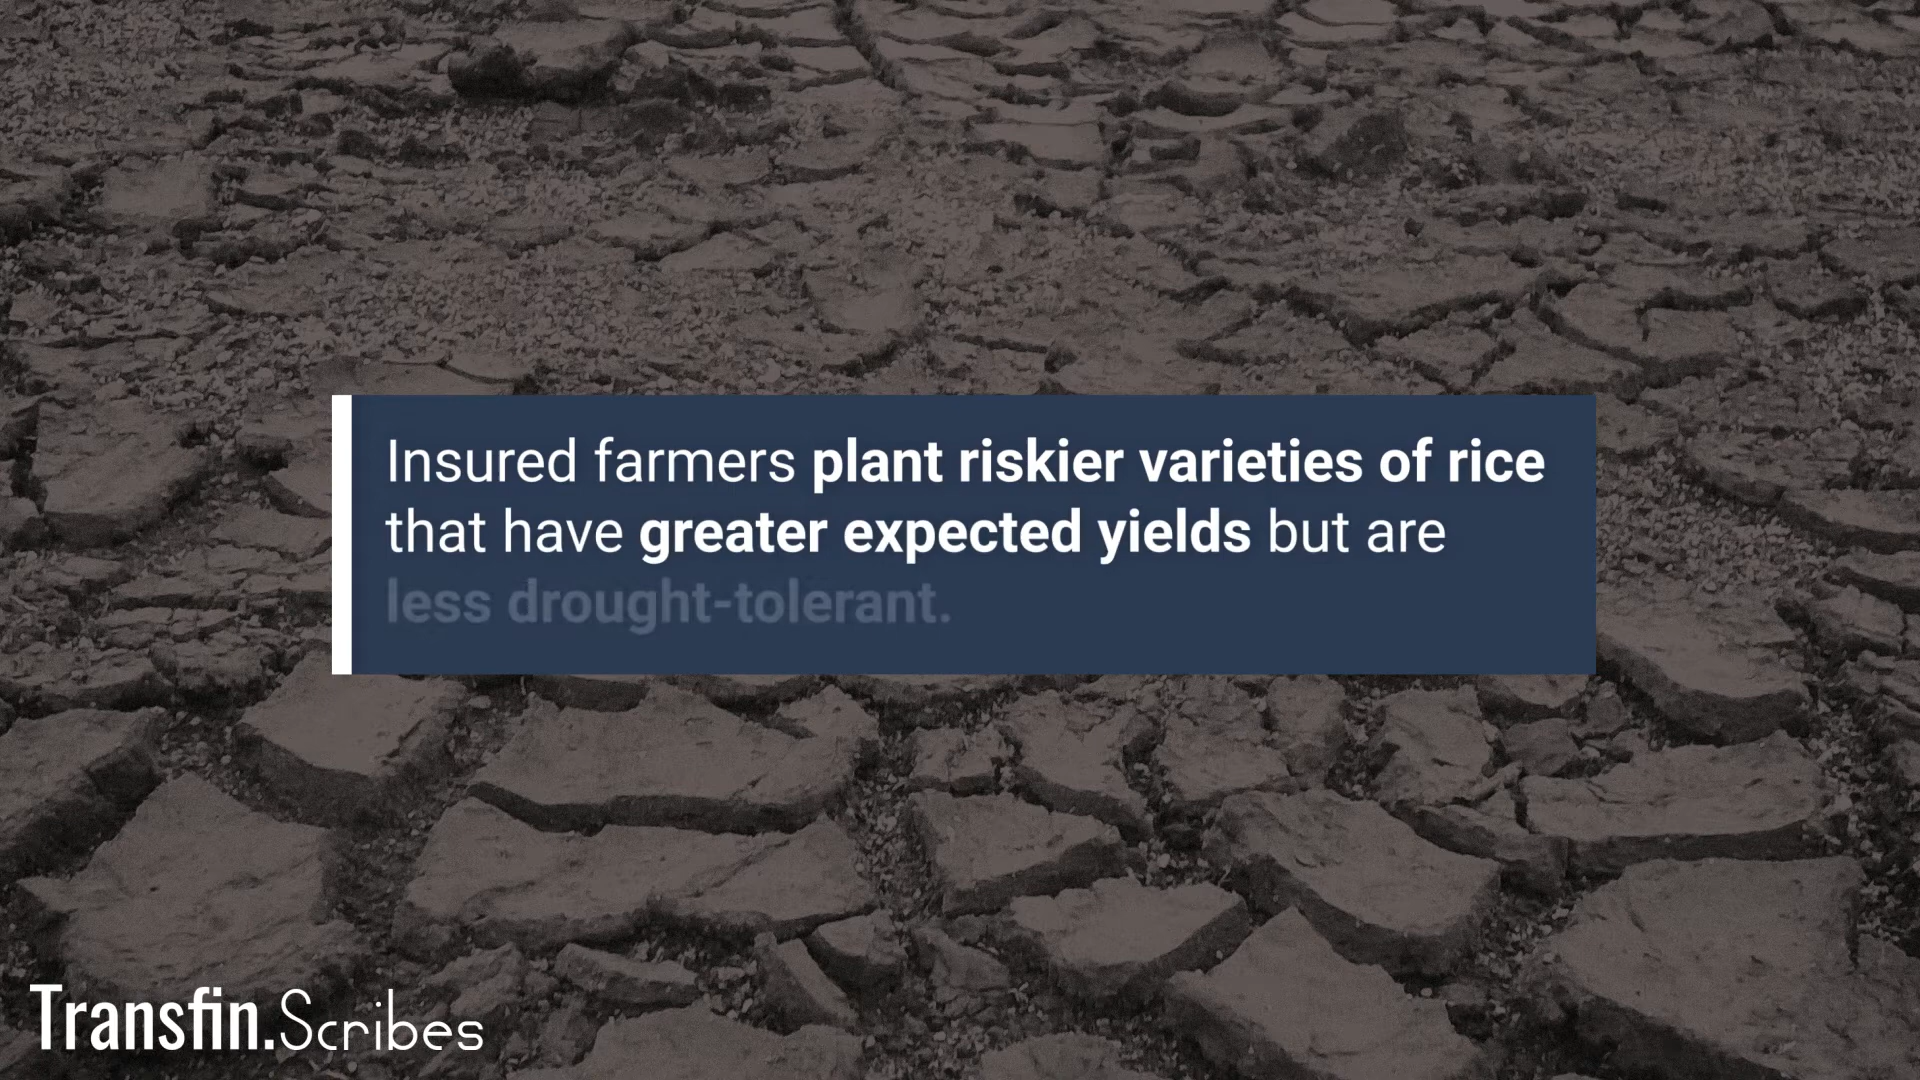 Insured farmers plant riskier varieties of rice
that have greater expected yields but are
less drought-tolerant.
Transfin.Scribes